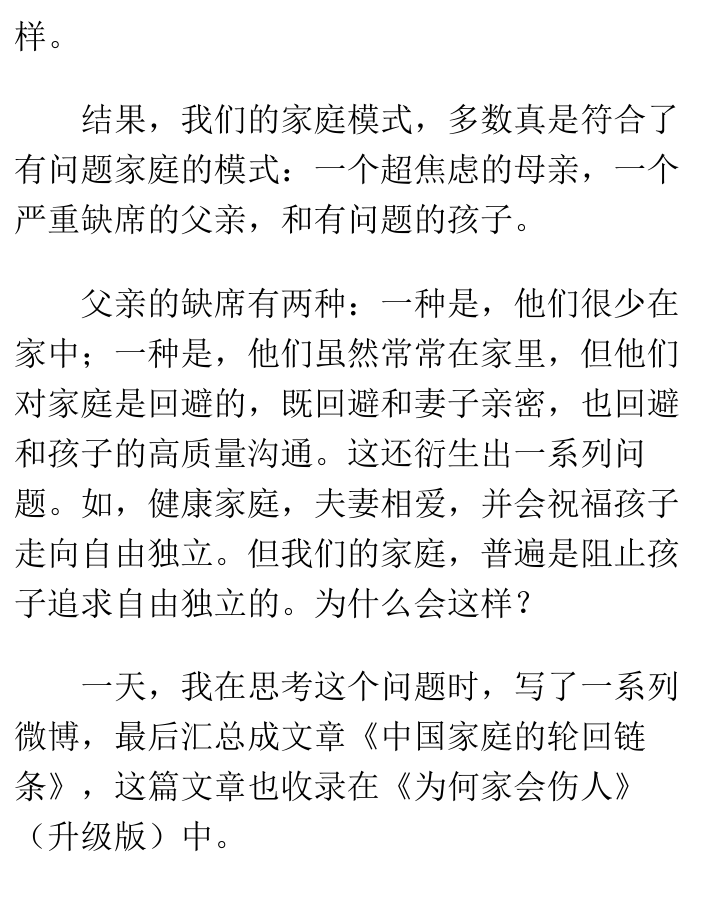 样。
结果，我们的家庭模式，多数真是符合了
有问题家庭的模式：一个超焦虑的母亲，一个
严重缺席的父亲，和有问题的孩子。
父亲的缺席有两种：一种是，他们很少在
家中；一种是，他们虽然常常在家里，但他们
对家庭是回避的，既回避和妻子亲密，也回避
和孩子的高质量沟通。这还衍生出一系列问
题。如，健康家庭，夫妻相爱，并会祝福孩子
走向自由独立。但我们的家庭，普遍是阻止孩
子追求自由独立的。为什么会这样？
一天，我在思考这个问题时，写了一系列
微博，最后汇总成文章《中国家庭的轮回链
条》，这篇文章也收录在《为何家会伤人》
（升级版）中。